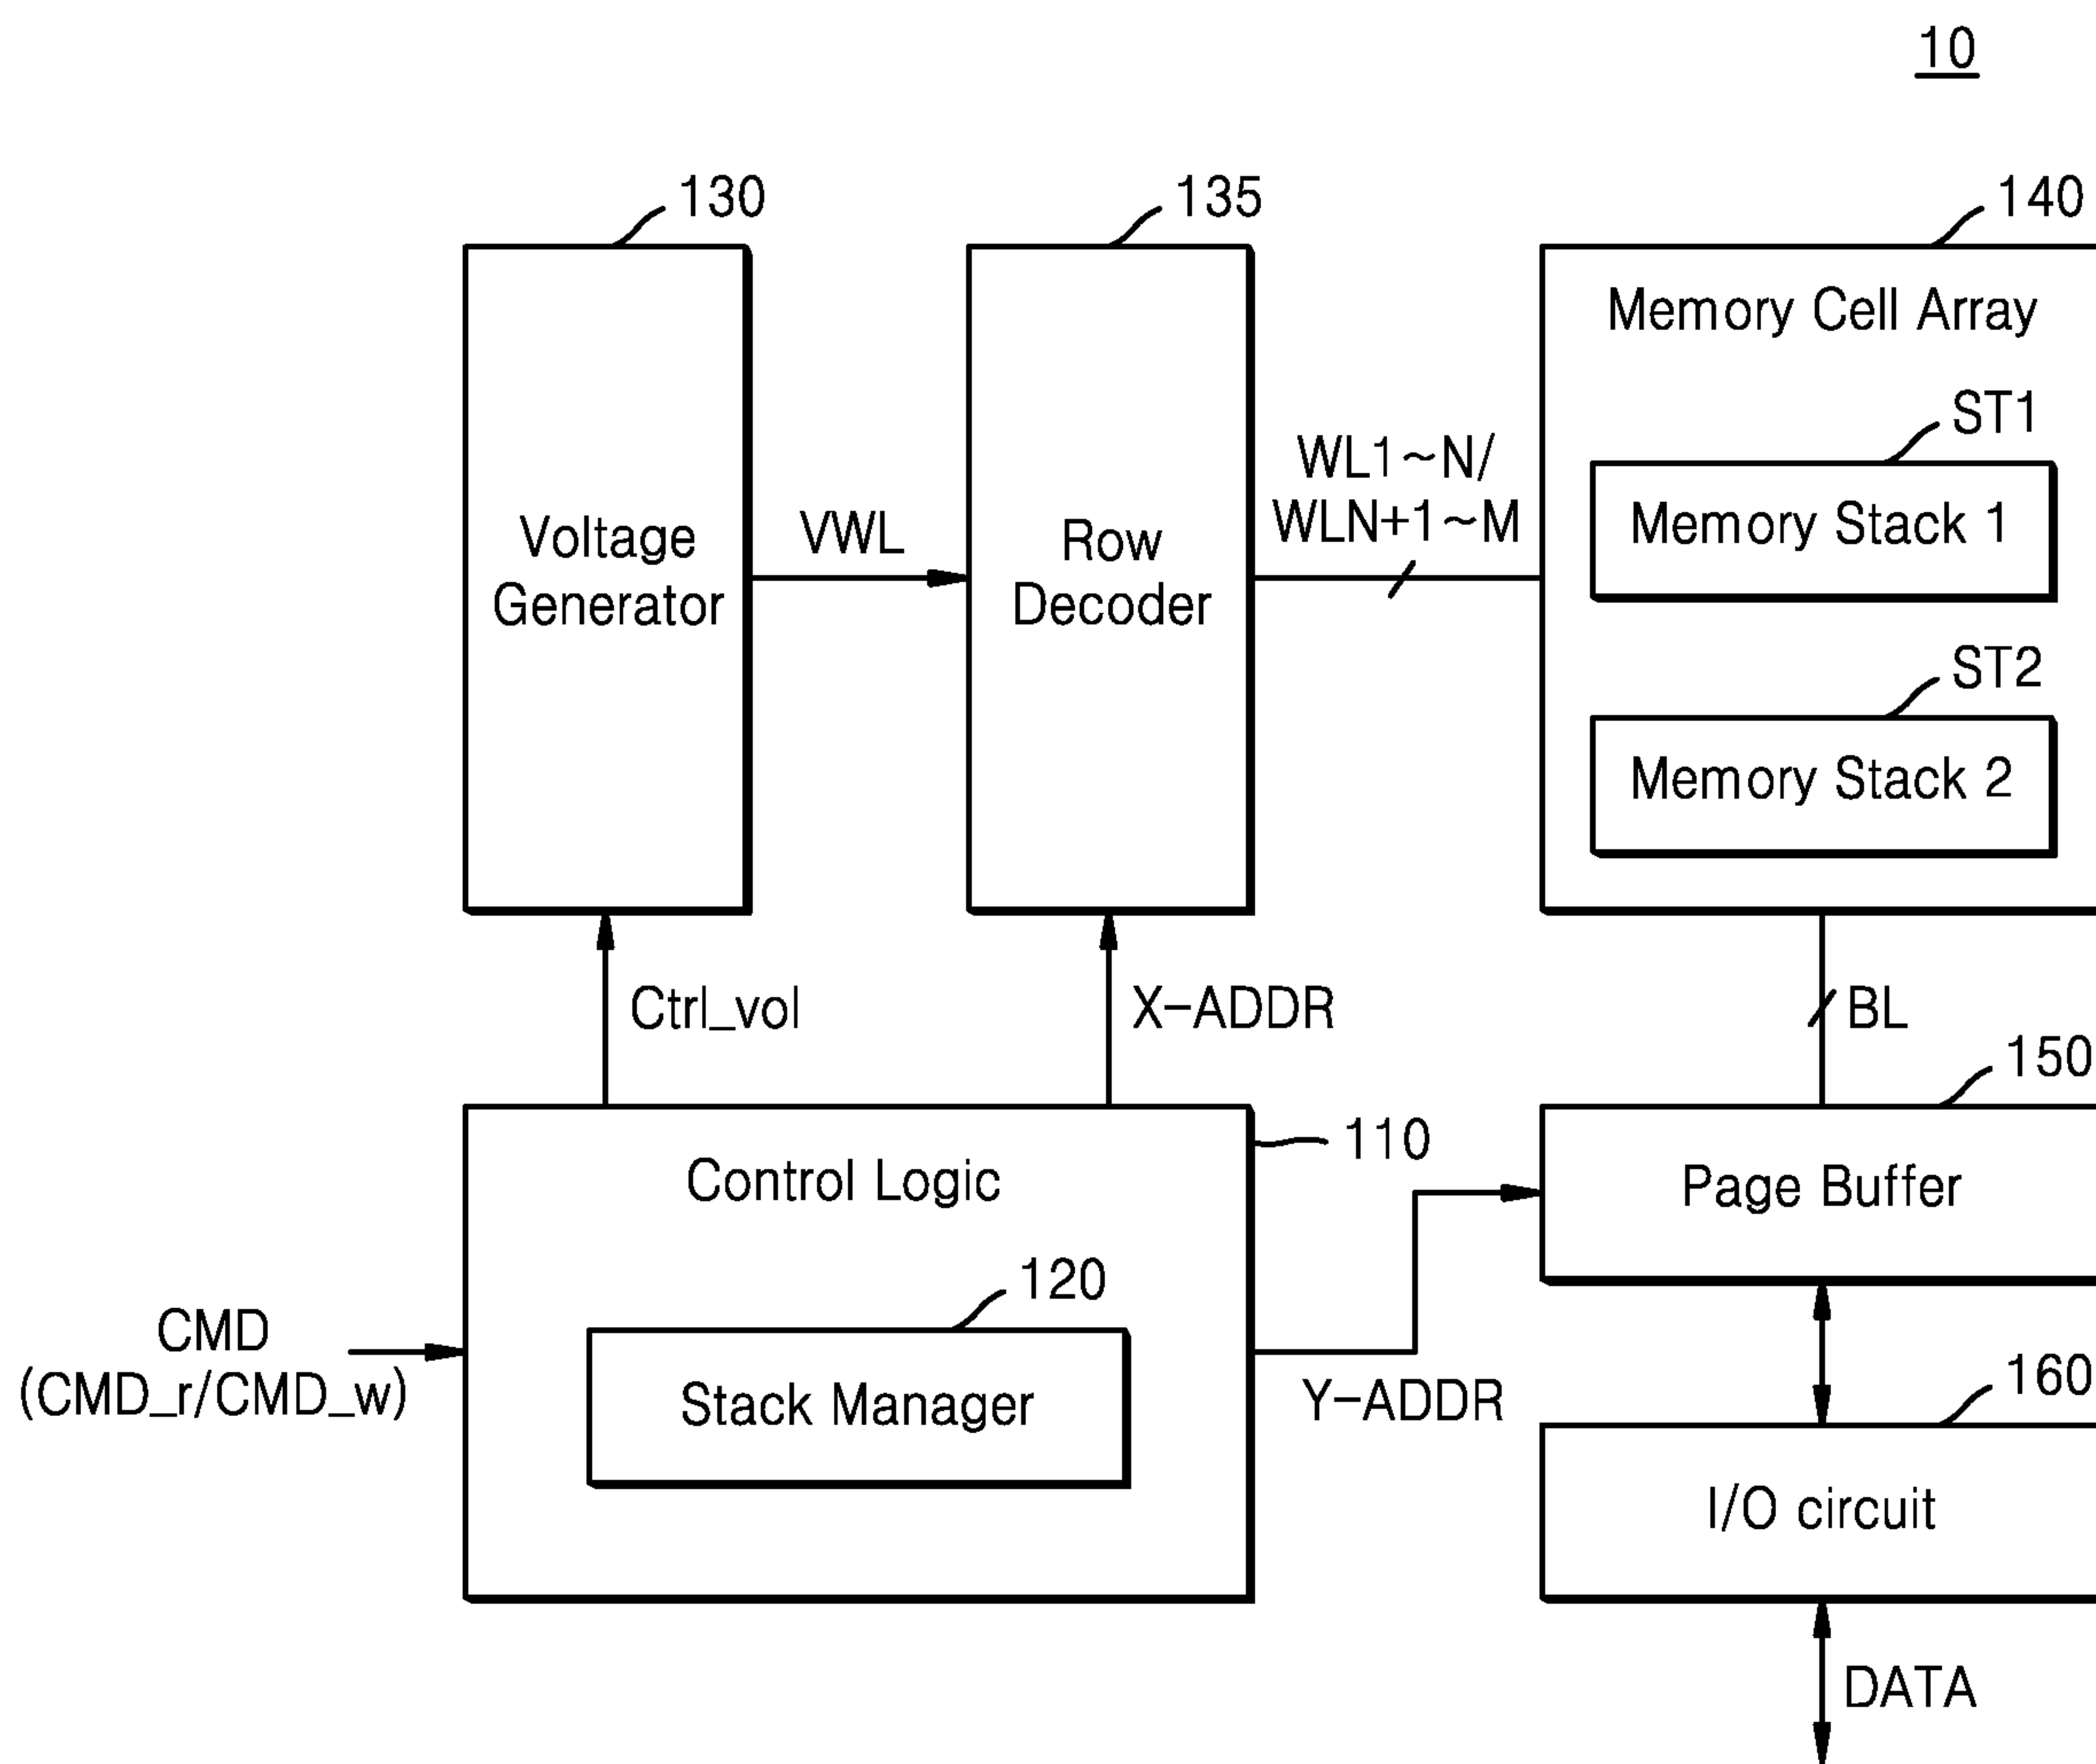 10
130
135
140
Memory Cell Array
ST1
WL1~N/
WLN+1~M
Memory Stack 1
Voltage
Generator
VWL
Row
Decoder
ST2
Memory Stack 2
Ctrl_vol
X-ADDR
BL
150
110
Control Logic
Page Buffer
120
CMD
(CMD_r/CMD_w)
Stack Manager
Y-ADDR
160
I/O circuit
DATA